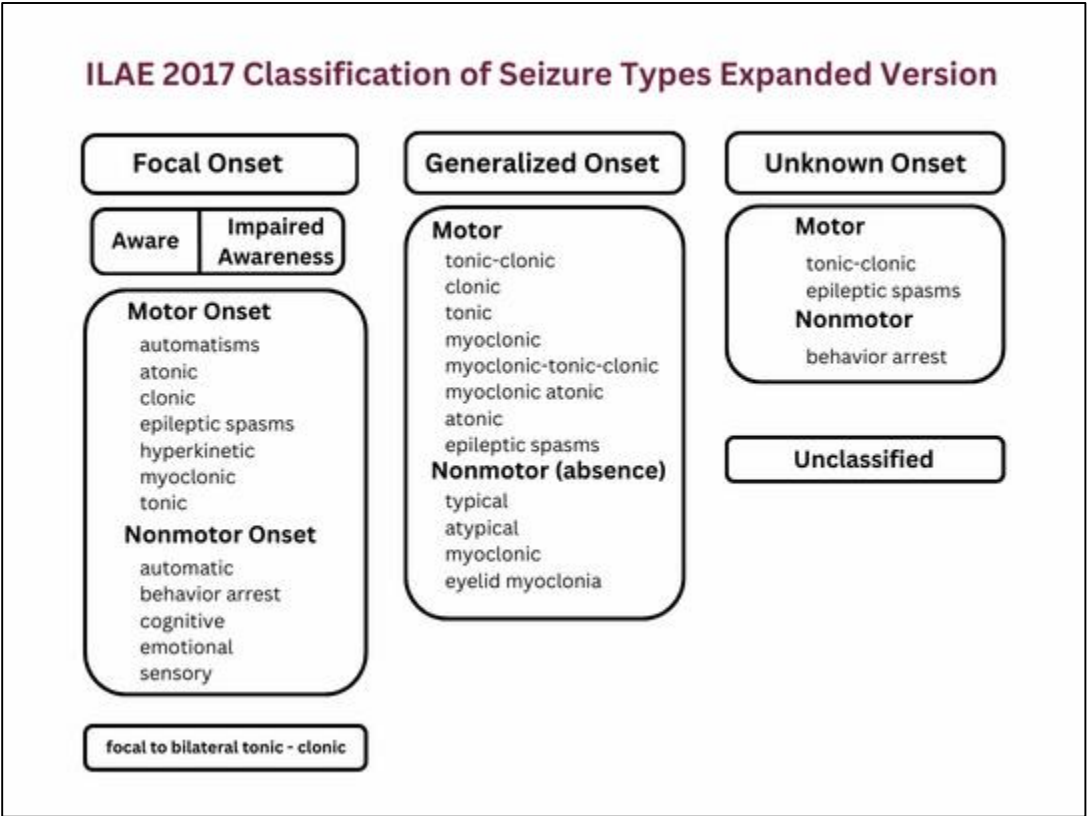 ILAE 2017 Classification of Seizure Types Expanded Version
Focal Onset
Aware
Impaired
Awareness
Motor Onset
automatisms
atonic
clonic
epileptic spasms
hyperkinetic
myoclonic
tonic
Nonmotor Onset
automatic
behavior arrest
cognitive
emotional
sensory
focal to bilateral tonic - clonic
Generalized Onset
Motor
tonic-clonic
clonic
tonic
myoclonic
myoclonic-tonic-clonic
myoclonic atonic
atonic
epileptic spasms
Nonmotor (absence)
typical
atypical
myoclonic
eyelid myoclonia
Unknown Onset
Motor
tonic-clonic
epileptic spasms
Nonmotor
behavior arrest
Unclassified